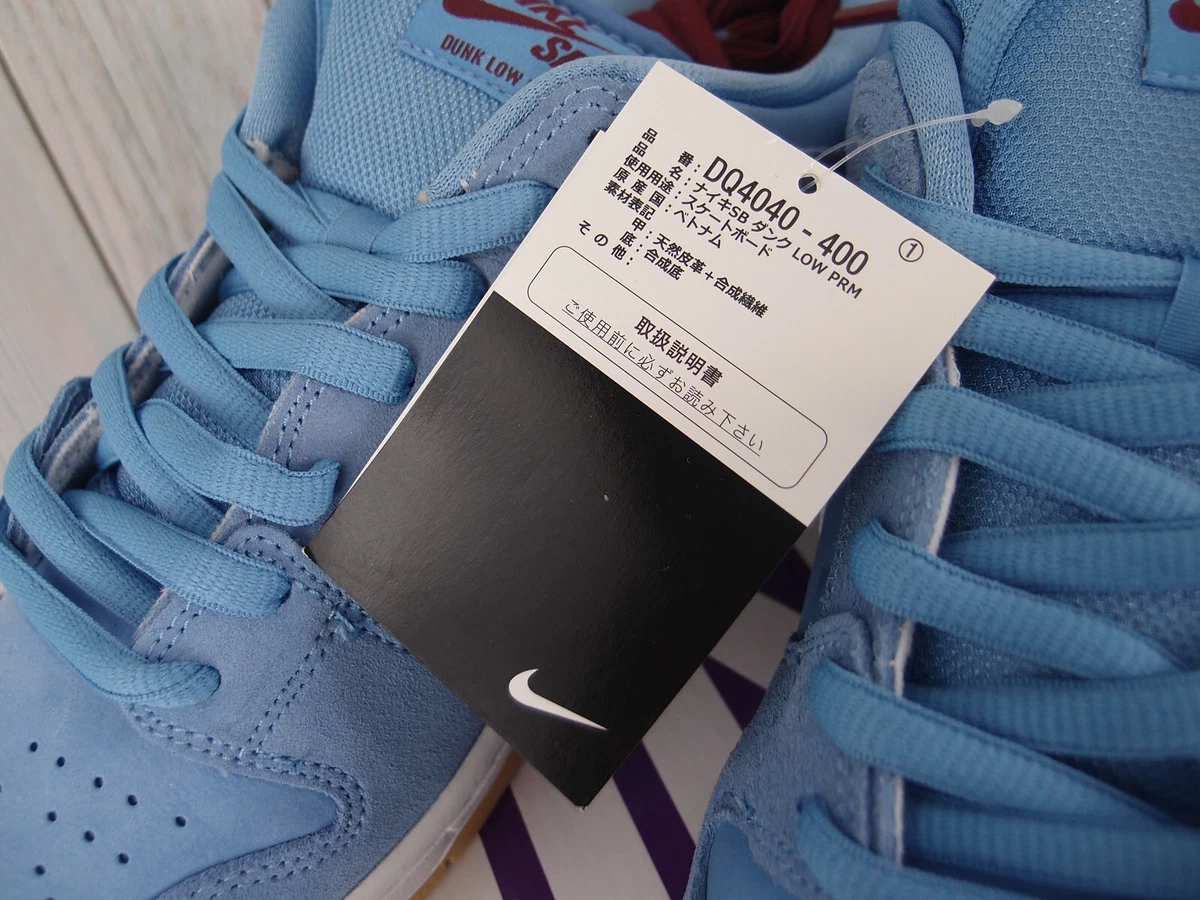 DUNK LOW
品番：DQ4040 - 400
品名：ナイキSB ダンク LOW PRM
使用用途：スケートボード
原産国：ベトナム
素材表記
甲：天然皮革＋合成繊維
底：合成底
その他：
①
取扱説明書
ご使用前に必ずお読み下さい